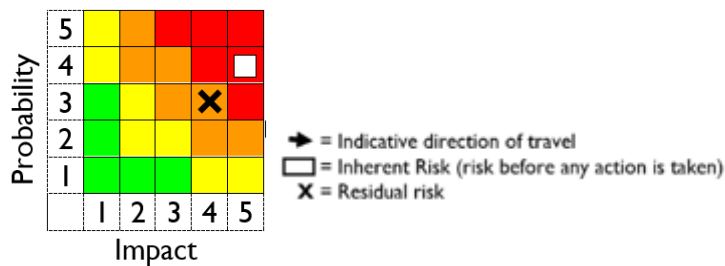 5
4
3
2
1
1 2 3 4 5
Probability
Impact
= Indicative direction of travel
= Inherent Risk (risk before any action is taken)
X = Residual risk